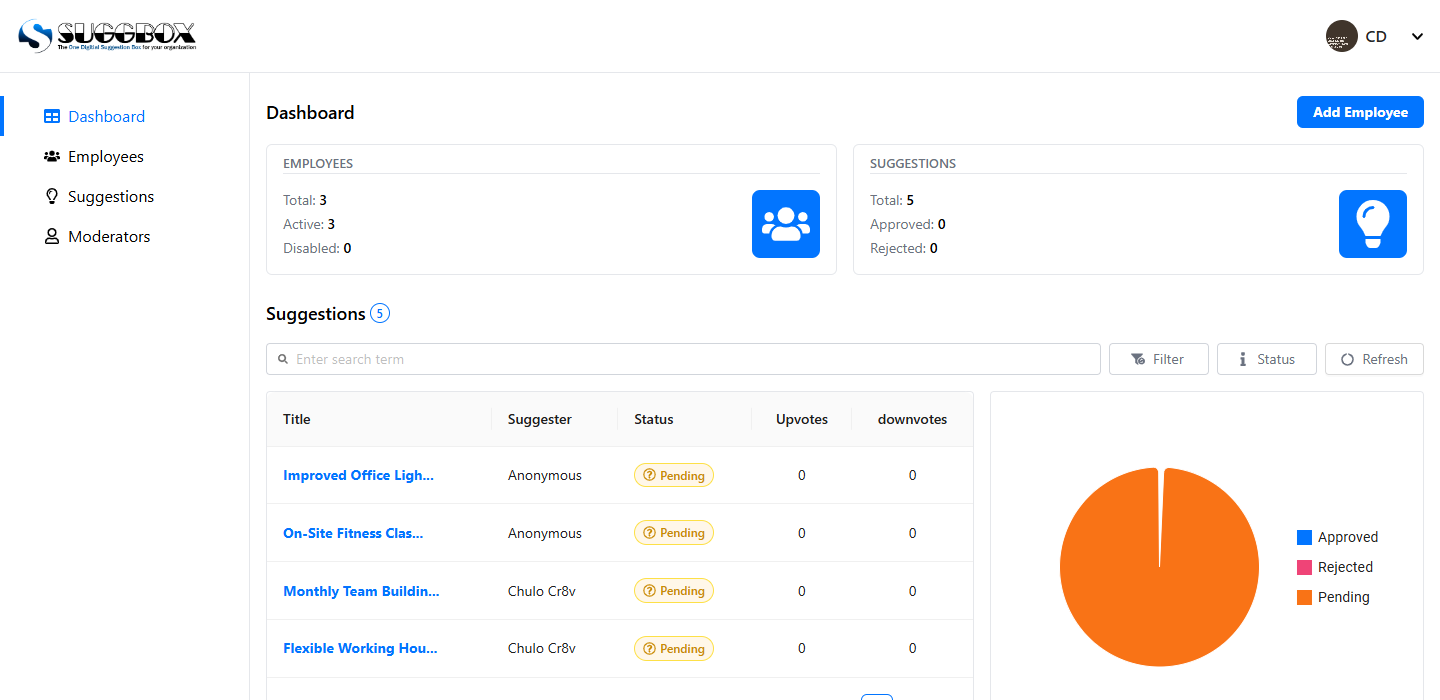 SUGGBOX
The One Digitial Suggestion Box for your organization
CD
Dashboard
Employees
Suggestions
Moderators
Dashboard
Add Employee
EMPLOYEES
Total: 3
Active: 3
Disabled: 0
SUGGESTIONS
Total: 5
Approved: 0
Rejected: 0
Suggestions 5
Enter search term
Filter
Status
Refresh
Title Suggester Status Upvotes downvotes
Improved Office Ligh... Anonymous Pending 0 0
On-Site Fitness Clas... Anonymous Pending 0 0
Monthly Team Buildin... Chulo Cr8v Pending 0 0
Flexible Working Hou... Chulo Cr8v Pending 0 0
Approved
Rejected
Pending